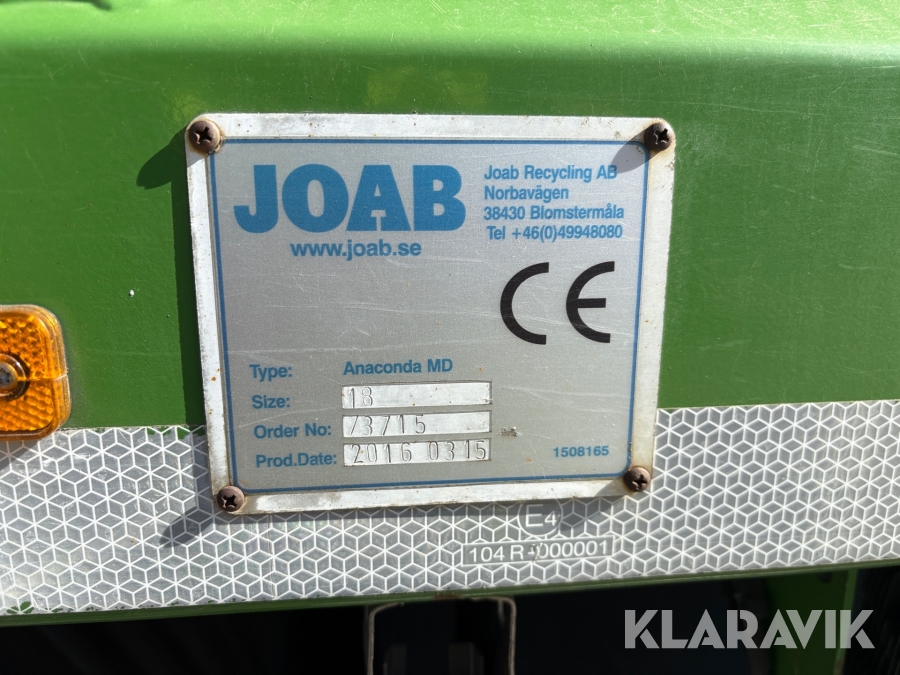 JOAB
www.joab.se
Joab Recycling AB
Norbavägen
38430 Blomstermåla
Tel +46(0)49948080
CE
Type: Anaconda MD
Size: 18
Order No: 73715
Prod.Date: 2016 0315
1508165
E4
104 R-000001
KLARAVIK